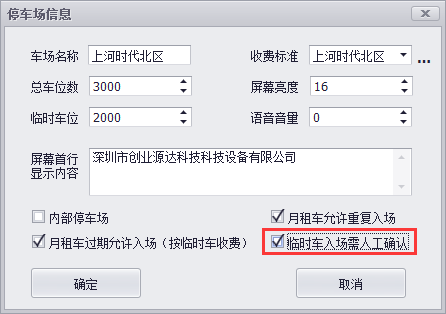 停车场信息
车场名称 上河时代北区 收费标准 上河时代北区 ...
总车位数 3000 屏幕亮度 16
临时车位 2000 语音音量 0
屏幕首行
显示内容
深圳市创业源达科技科技设备有限公司
内部停车场 月租车允许重复入场
月租车过期允许入场（按临时车收费） 临时车入场需人工确认
确定 取消